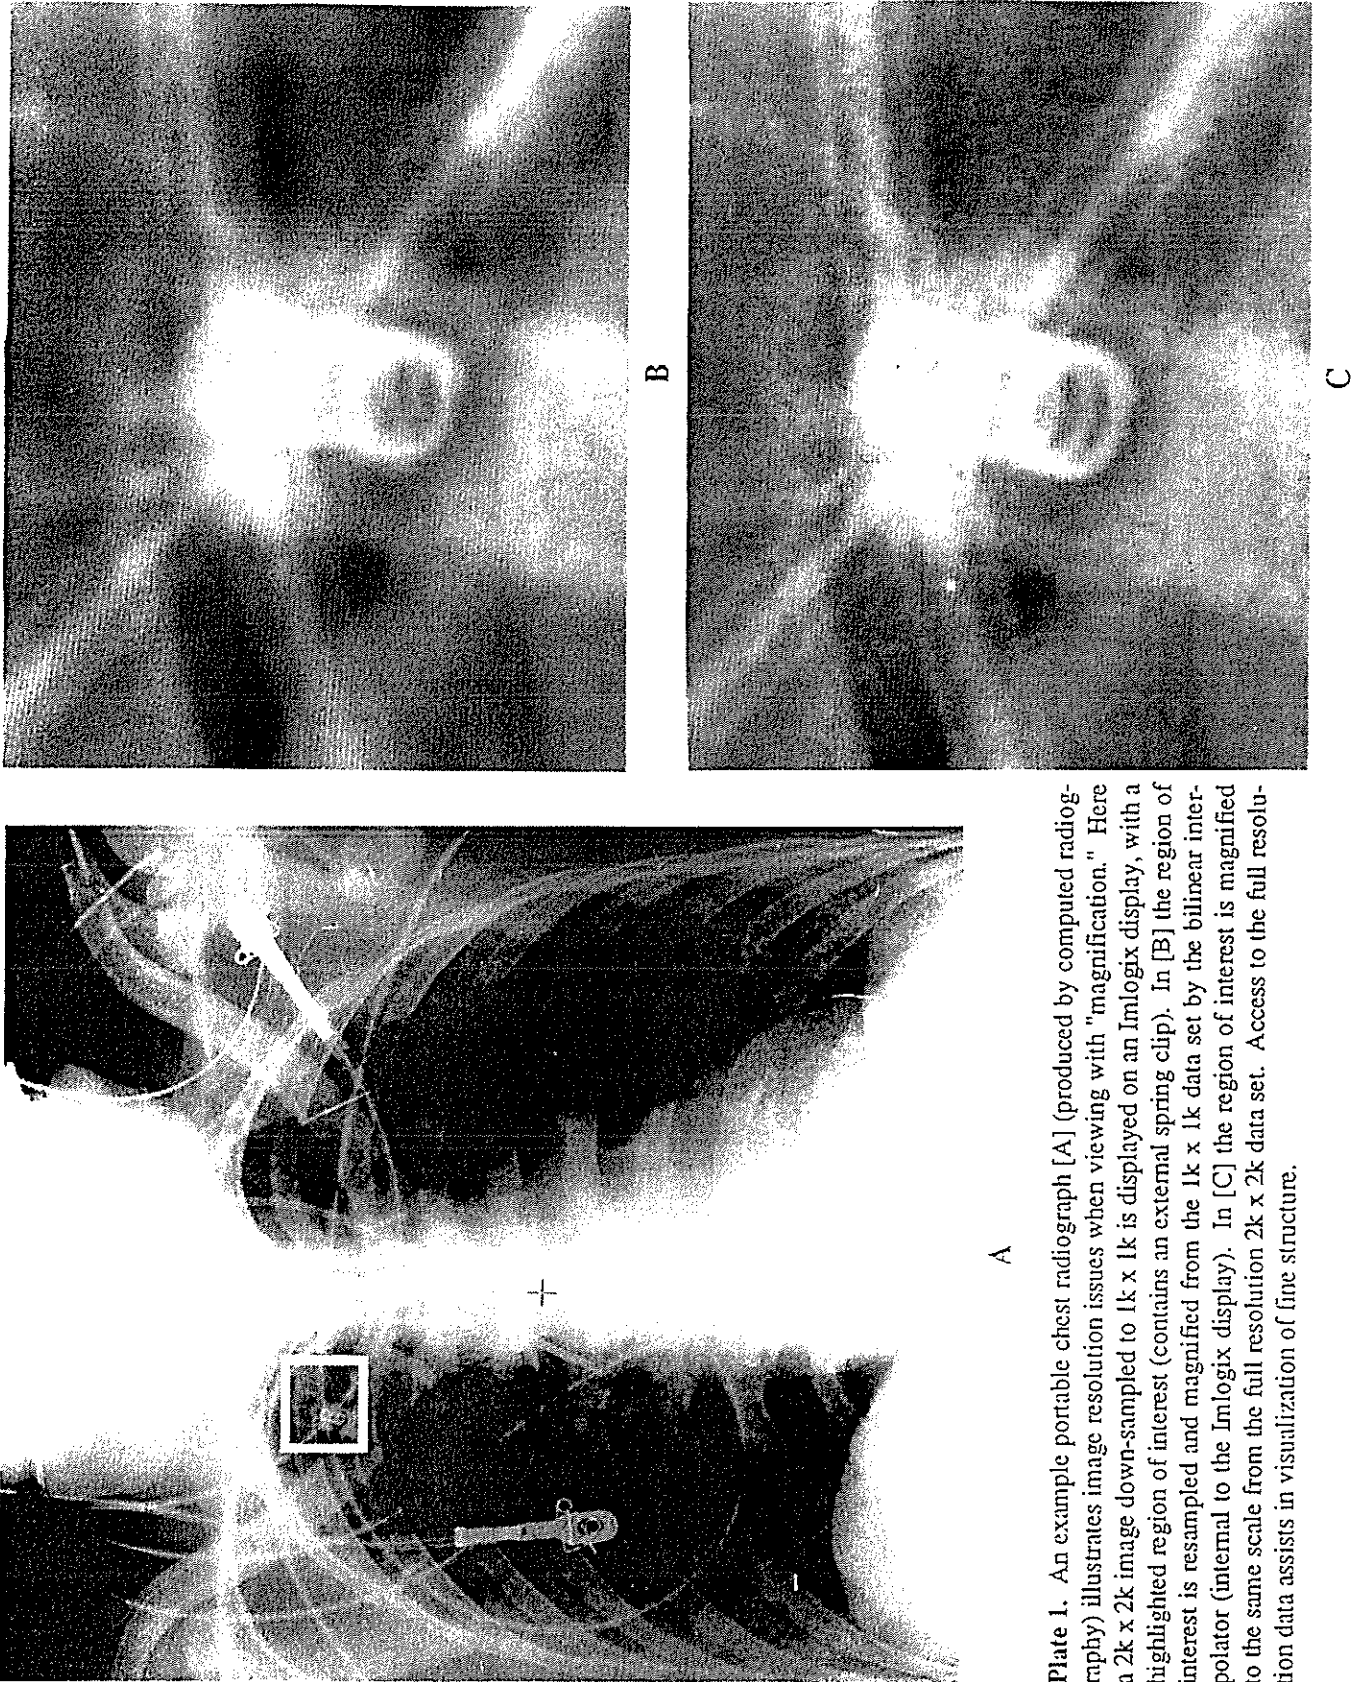 B
C
A
Plate 1. An example portable chest radiograph [A] (produced by computed radiog-
raphy) illustrates image resolution issues when viewing with "magnification." Here
a 2k x 2k image down-sampled to 1k x 1k is displayed on an Imlogix display, with a
highlighted region of interest (contains an external spring clip). In [B] the region of
interest is resampled and magnified from the 1k x 1k data set by the bilinear inter-
polator (internal to the Imlogix display). In [C] the region of interest is magnified
to the same scale from the full resolution 2k x 2k data set. Access to the full resolu-
tion data assists in visualization of fine structure.